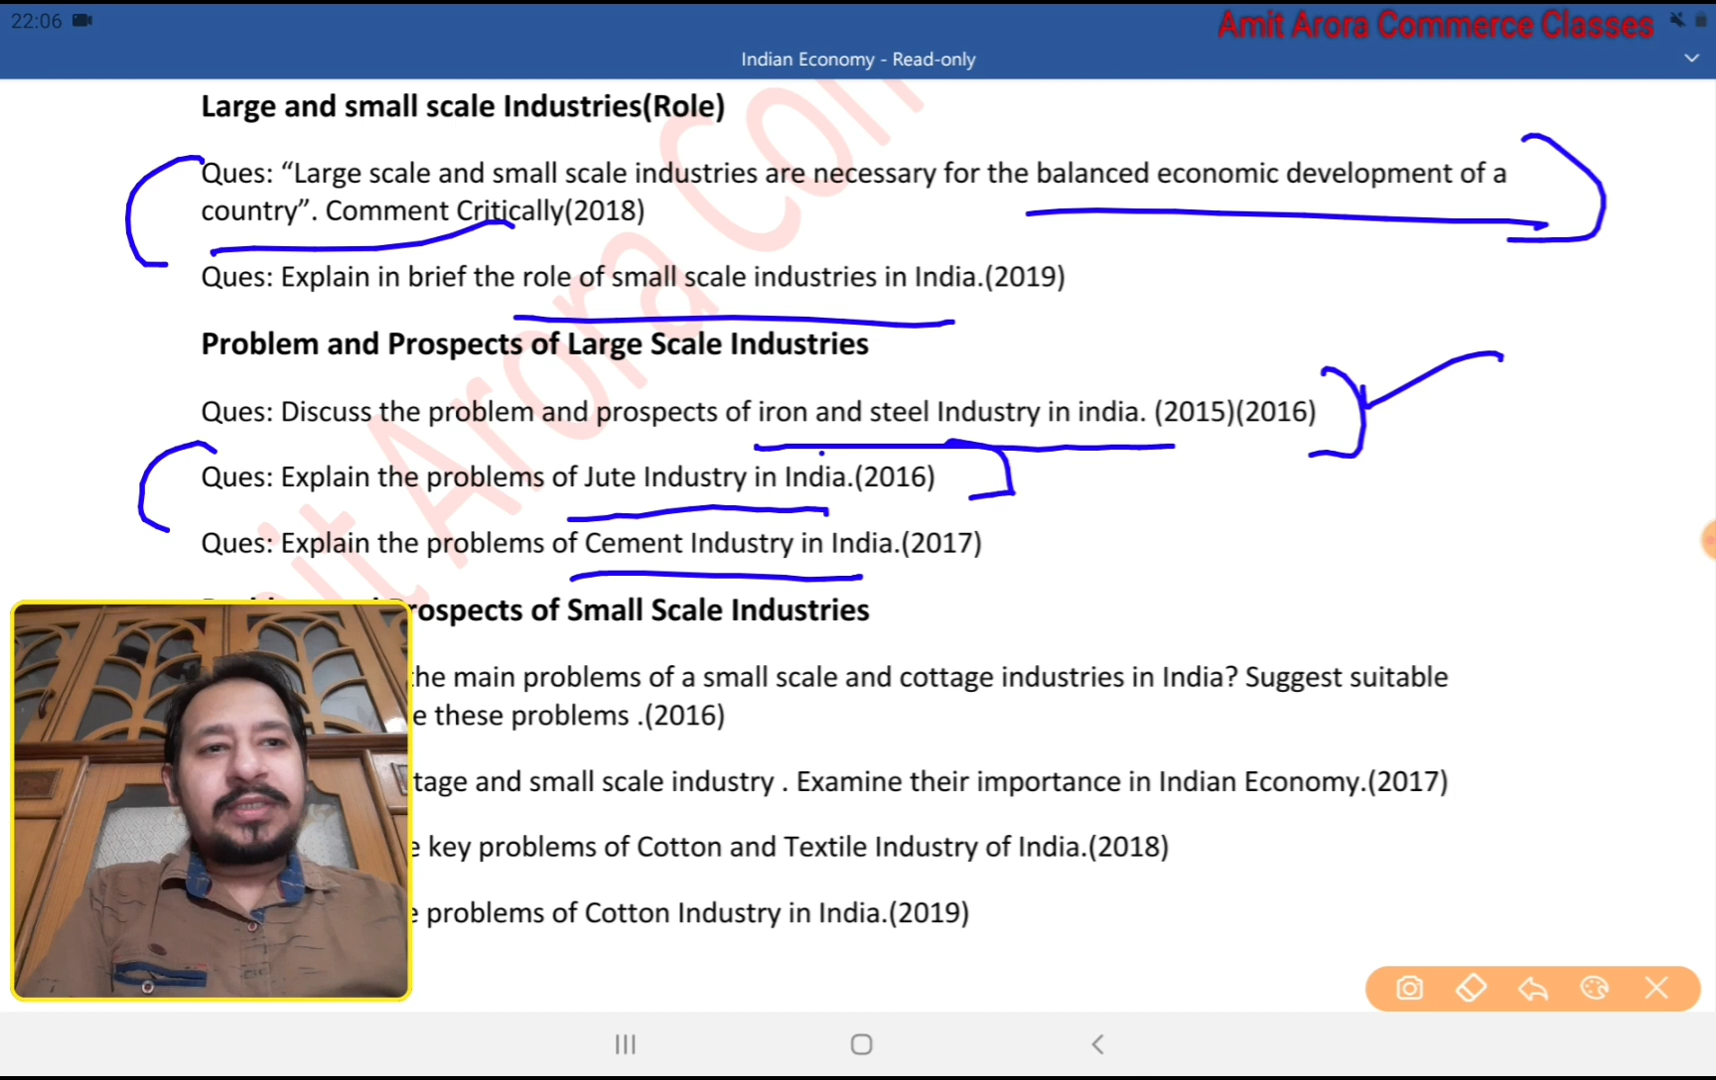 22:06
Amit Arora Commerce Classes
Indian Economy - Read-only
Large and small scale Industries(Role)
Ques: “Large scale and small scale industries are necessary for the balanced economic development of a
country”. Comment Critically(2018)
Ques: Explain in brief the role of small scale industries in India.(2019)
Problem and Prospects of Large Scale Industries
Ques: Discuss the problem and prospects of iron and steel Industry in india. (2015)(2016)
Ques: Explain the problems of Jute Industry in India.(2016)
Ques: Explain the problems of Cement Industry in India.(2017)
rospects of Small Scale Industries
the main problems of a small scale and cottage industries in India? Suggest suitable
e these problems .(2016)
tage and small scale industry . Examine their importance in Indian Economy.(2017)
e key problems of Cotton and Textile Industry of India.(2018)
e problems of Cotton Industry in India.(2019)
it Arora Com